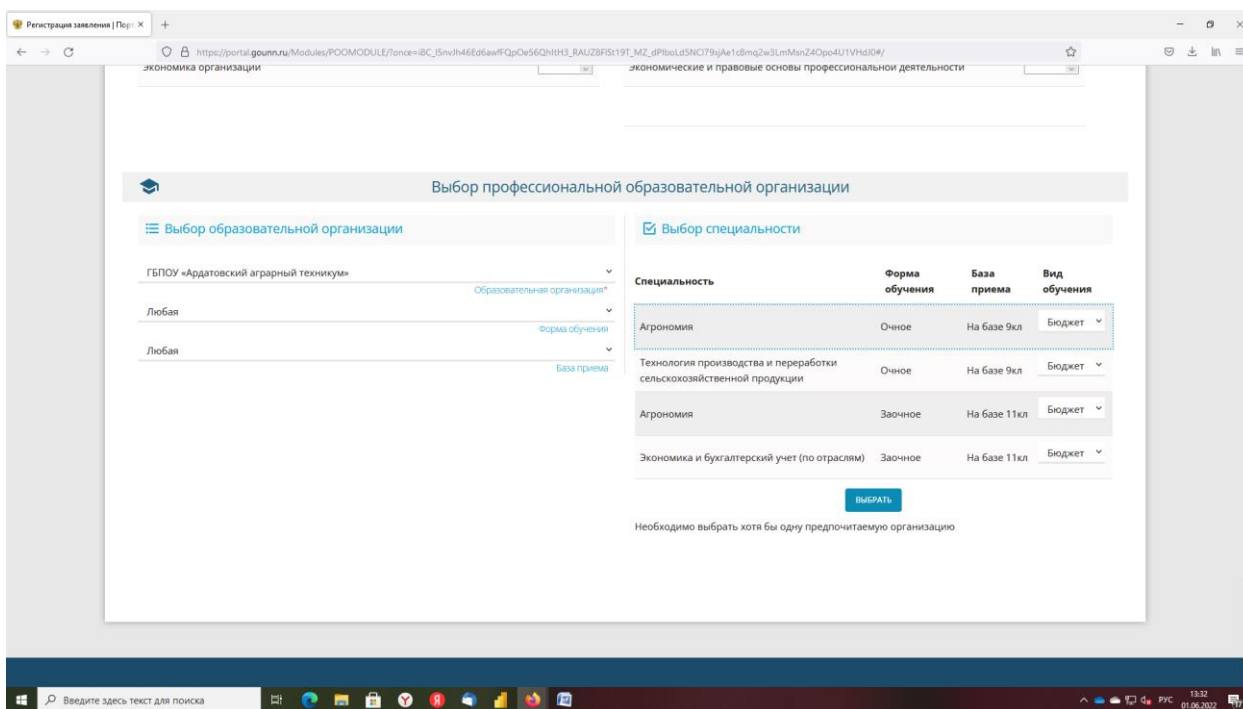 Регистрация заявления | Порт
https://portal.gounn.ru/Modules/POOMODULE/
экономика организации
экономические и правовые основы профессиональной деятельности
Выбор профессиональной образовательной организации
Выбор образовательной организации
Выбор специальности
ГБПОУ «Ардатовский аграрный техникум»
Образовательная организация*
Любая
Форма обучения
Любая
База приема
Специальность Форма обучения База приема Вид обучения
Агрономия Очное На базе 9кл Бюджет
Технология производства и переработки
сельскохозяйственной продукции Очное На базе 9кл Бюджет
Агрономия Заочное На базе 11кл Бюджет
Экономика и бухгалтерский учет (по отраслям) Заочное На базе 11кл Бюджет
ВЫБРАТЬ
Необходимо выбрать хотя бы одну предпочитаемую организацию
Введите здесь текст для поиска
РУС
13:32
01.06.2022